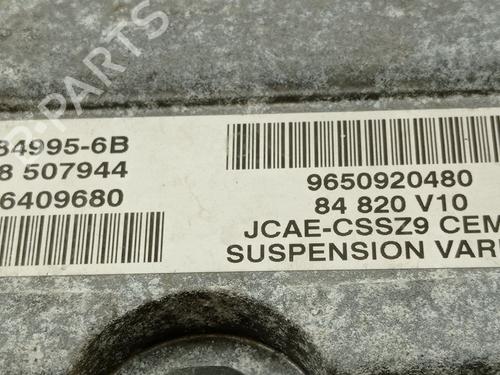 B-PARTS
84995-6B
8 507944
6409680
9650920480
84 820 V10
JCAE-CSSZ9 CEM
SUSPENSION VAR